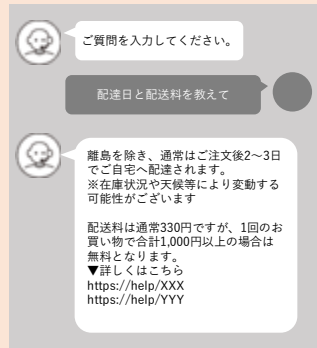 ご質問を入力してください。
配達日と配送料を教えて
離島を除き、通常はご注文後2〜3日
でご自宅へ配達されます。
※在庫状況や天候等により変動する
可能性がございます
配送料は通常330円ですが、1回のお
買い物で合計1,000円以上の場合は
無料となります。
▼詳しくはこちら
https://help/XXX
https://help/YYY